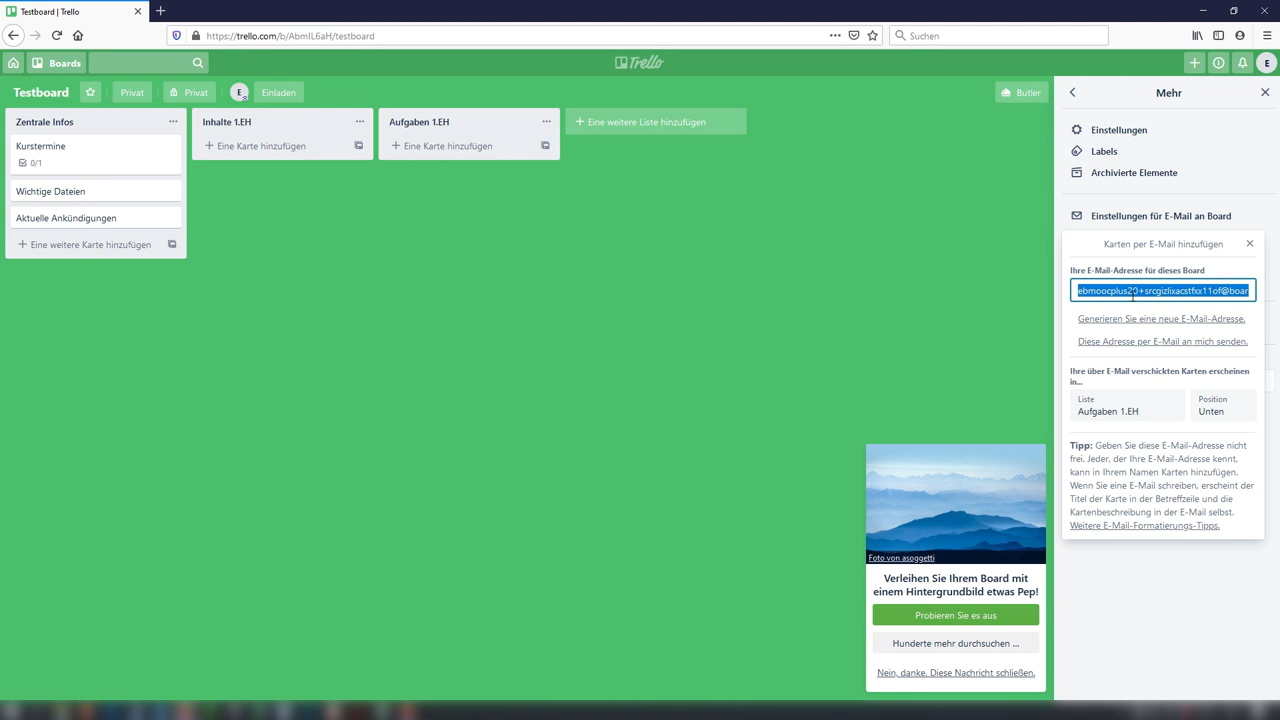 Testboard | Trello
https://trello.com/b/AbmIL6aH/testboard
Suchen
Boards
Trello
E
Testboard
Privat
Privat
E
Einladen
Butler
Zentrale Infos
Kurstermine
0/1
Wichtige Dateien
Aktuelle Ankündigungen
Eine weitere Karte hinzufügen
Inhalte 1.EH
Eine Karte hinzufügen
Aufgaben 1.EH
Eine Karte hinzufügen
Eine weitere Liste hinzufügen
Foto von asoggetti
Verleihen Sie Ihrem Board mit
einem Hintergrundbild etwas Pep!
Probieren Sie es aus
Hunderte mehr durchsuchen ...
Nein, danke. Diese Nachricht schließen.
Mehr
Einstellungen
Labels
Archivierte Elemente
Einstellungen für E-Mail an Board
Karten per E-Mail hinzufügen
Ihre E-Mail-Adresse für dieses Board
Generieren Sie eine neue E-Mail-Adresse.
Diese Adresse per E-Mail an mich senden.
Ihre über E-Mail verschickten Karten erscheinen
in...
Liste
Aufgaben 1.EH
Position
Unten
Tipp: Geben Sie diese E-Mail-Adresse nicht
frei. Jeder, der Ihre E-Mail-Adresse kennt,
kann in Ihrem Namen Karten hinzufügen.
Wenn Sie eine E-Mail schreiben, erscheint der
Titel der Karte in der Betreffzeile und die
Kartenbeschreibung in der E-Mail selbst.
Weitere E-Mail-Formatierungs-Tipps.